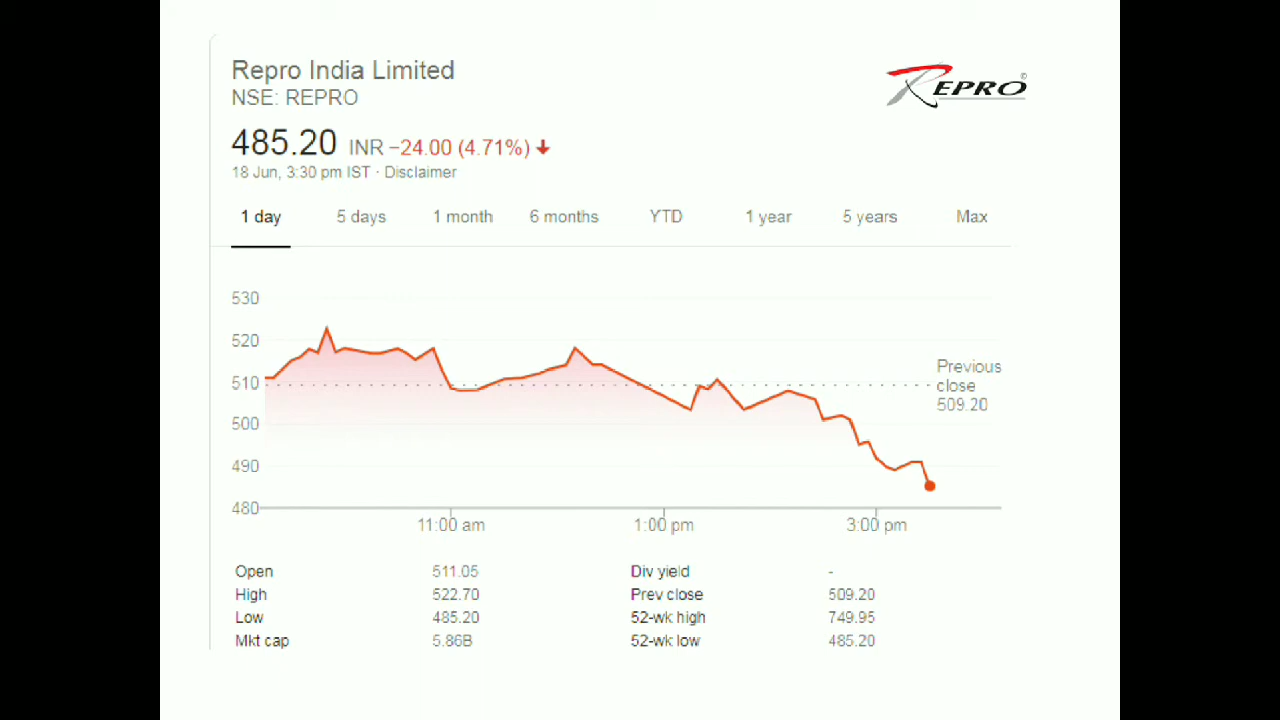 Repro India Limited
NSE: REPRO
REPRO®
485.20 INR −24.00 (4.71%)
18 Jun, 3:30 pm IST · Disclaimer
1 day 5 days 1 month 6 months YTD 1 year 5 years Max
530
520
510
500
490
480
Previous
close
509.20
11:00 am 1:00 pm 3:00 pm
Open 511.05 Div yield -
High 522.70 Prev close 509.20
Low 485.20 52-wk high 749.95
Mkt cap 5.86B 52-wk low 485.20